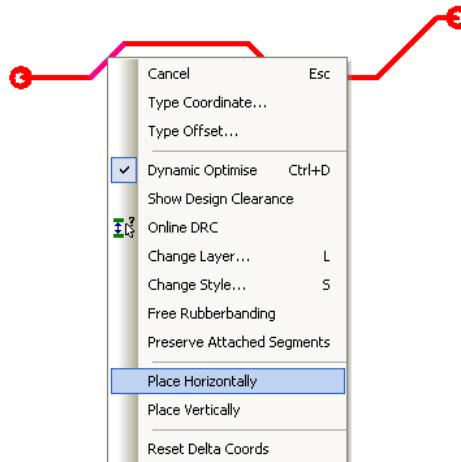 Cancel Esc
Type Coordinate...
Type Offset...
Dynamic Optimise Ctrl+D
Show Design Clearance
Online DRC
Change Layer... L
Change Style... S
Free Rubberbanding
Preserve Attached Segments
Place Horizontally
Place Vertically
Reset Delta Coords